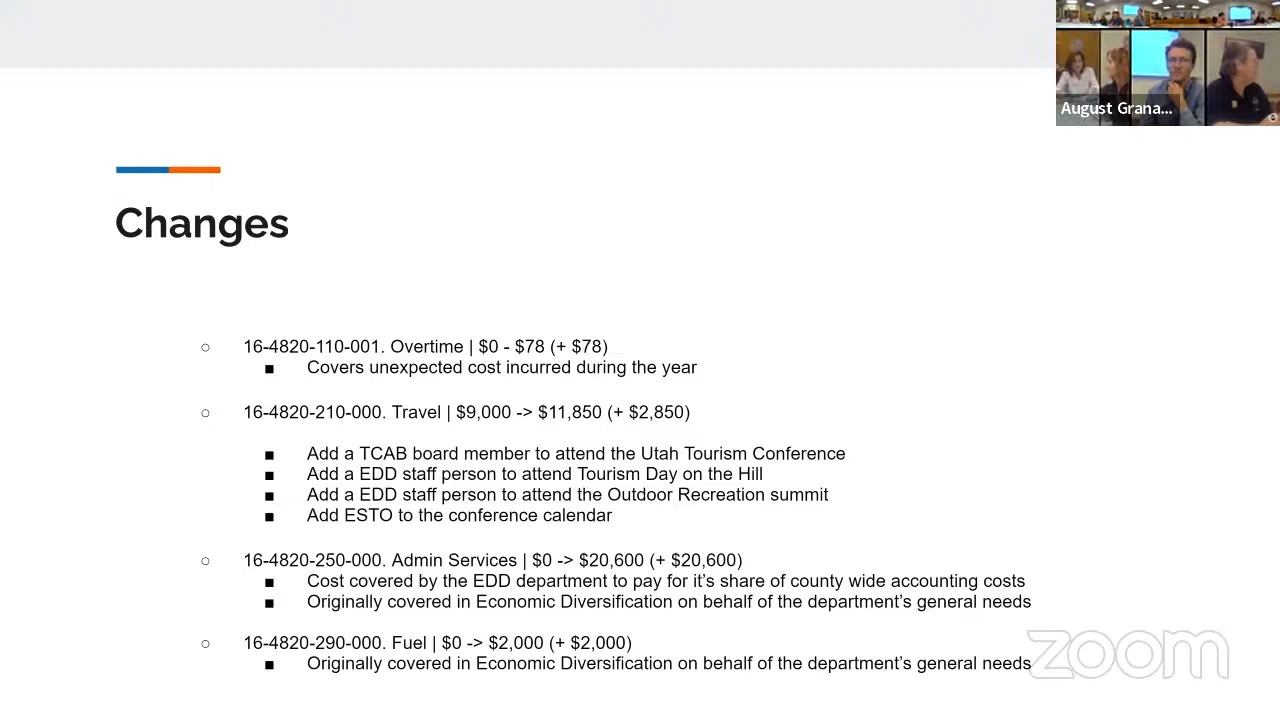 August Grana...
Changes
16-4820-110-001. Overtime | $0 - $78 (+ $78)
Covers unexpected cost incurred during the year
16-4820-210-000. Travel | $9,000 -> $11,850 (+ $2,850)
Add a TCAB board member to attend the Utah Tourism Conference
Add a EDD staff person to attend Tourism Day on the Hill
Add a EDD staff person to attend the Outdoor Recreation summit
Add ESTO to the conference calendar
16-4820-250-000. Admin Services | $0 -> $20,600 (+ $20,600)
Cost covered by the EDD department to pay for it's share of county wide accounting costs
Originally covered in Economic Diversification on behalf of the department's general needs
16-4820-290-000. Fuel | $0 -> $2,000 (+ $2,000)
Originally covered in Economic Diversification on behalf of the department's general needs
zoom